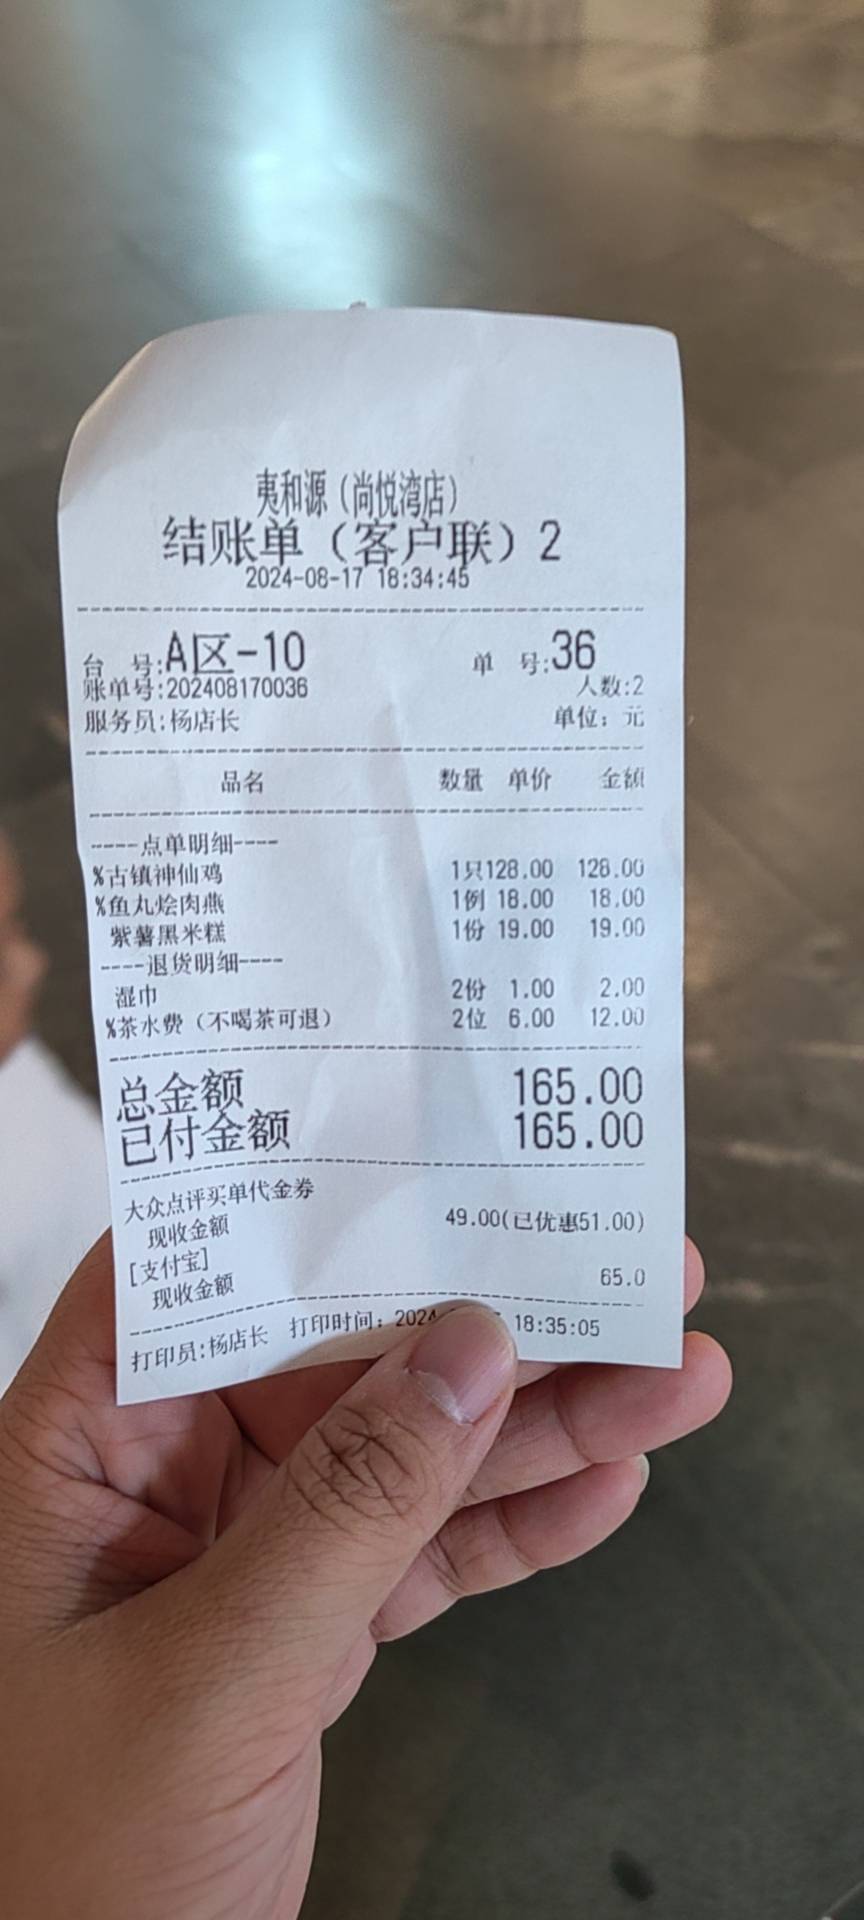 夷和源（尚悦湾店）
结账单（客户联）2
2024-08-17 18:34:45
台 号:A区-10 单 号:36
账单号:202408170036 人数:2
服务员:杨店长 单位：元
品名 数量 单价 金额
----点单明细----
%古镇神仙鸡 1只128.00 128.00
%鱼丸烩肉燕 1例 18.00 18.00
紫薯黑米糕 1份 19.00 19.00
----退货明细----
湿巾 2份 1.00 2.00
%茶水费（不喝茶可退） 2位 6.00 12.00
总金额 165.00
已付金额 165.00
大众点评买单代金券
现收金额 49.00(已优惠51.00)
[支付宝]
现收金额 65.0
打印员:杨店长 打印时间：2024 18:35:05